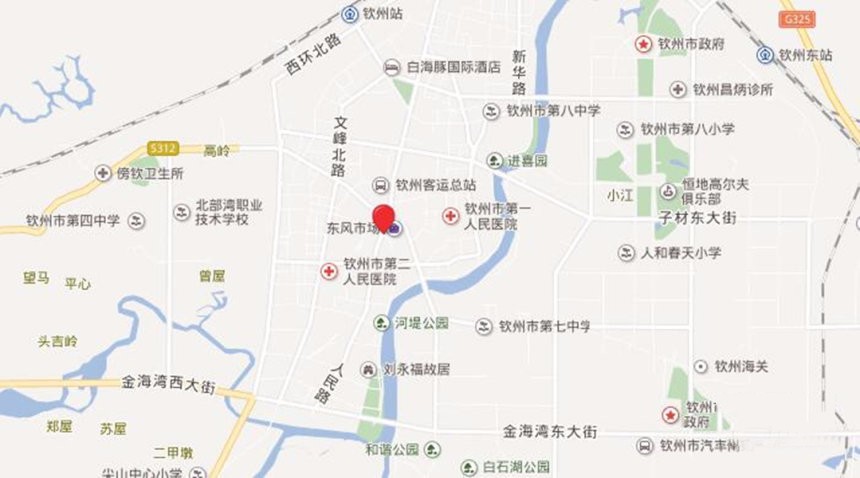 钦州站
G325
钦州市政府
钦州东站
西环北路
新华路
白海豚国际酒店
钦州昌炳诊所
钦州市第八中学
文峰北路
钦州市第八小学
S312
高岭
进喜园
傍钦卫生所
钦州客运总站
恒地高尔夫
俱乐部
小江
北部湾职业
技术学校
钦州市第一
人民医院
钦州市第四中学
东风市场
子材东大街
人和春天小学
钦州市第二
人民医院
望马
平心
曾屋
河堤公园
钦州市第七中学
头吉岭
人民路
刘永福故居
钦州海关
金海湾西大街
钦州
政府
郑屋
苏屋
金海湾东大街
二甲墩
和谐公园
钦州市汽车
尖山中心小学
白石湖公园